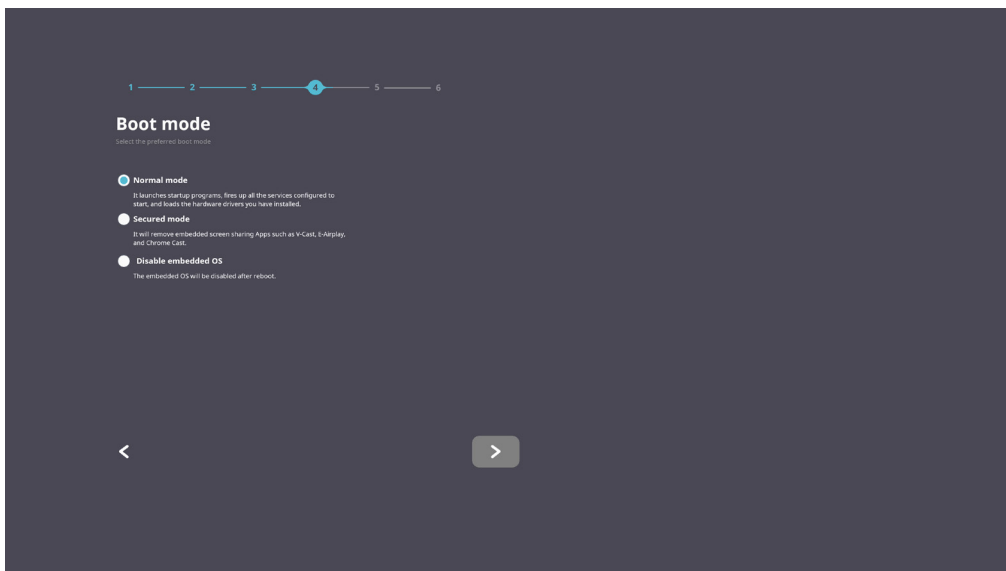 1 2 3 4 5 6
Boot mode
Select the preferred boot mode
Normal mode
It launches startup programs, fires up all the services configured to
start, and loads the hardware drivers you have installed.
Secured mode
It will remove embedded screen sharing Apps such as V-Cast, E-Airplay,
and Chrome Cast.
Disable embedded OS
The embedded OS will be disabled after reboot.